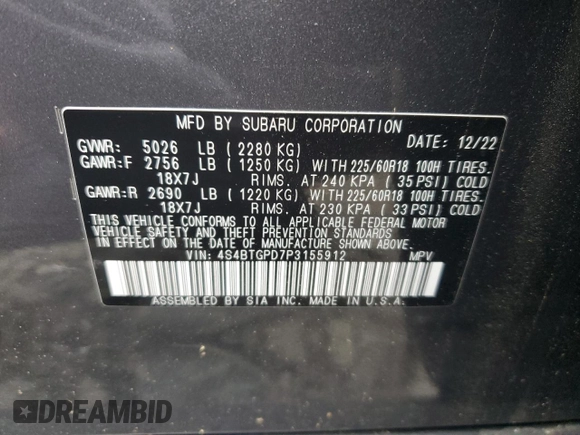 MFD BY SUBARU CORPORATION
GVWR: 5026 LB ( 2280 KG) DATE: 12/22
GAWR:F 2756 LB ( 1250 KG) WITH 225/60R18 100H TIRES.
18X7J RIMS. AT 240 KPA ( 35 PSI) COLD
GAWR:R 2690 LB ( 1220 KG) WITH 225/60R18 100H TIRES.
18X7J RIMS. AT 230 KPA ( 33 PSI) COLD
THIS VEHICLE CONFORMS TO ALL APPLICABLE FEDERAL MOTOR
VEHICLE SAFETY AND THEFT PREVENTION STANDARDS IN EFFECT
ON THE DATE OF MANUFACTURE SHOWN ABOVE.
VIN: 4S4BTGPD7P3155912 MPV
ASSEMBLED BY SIA INC. MADE IN U.S.A.
DREAMBID